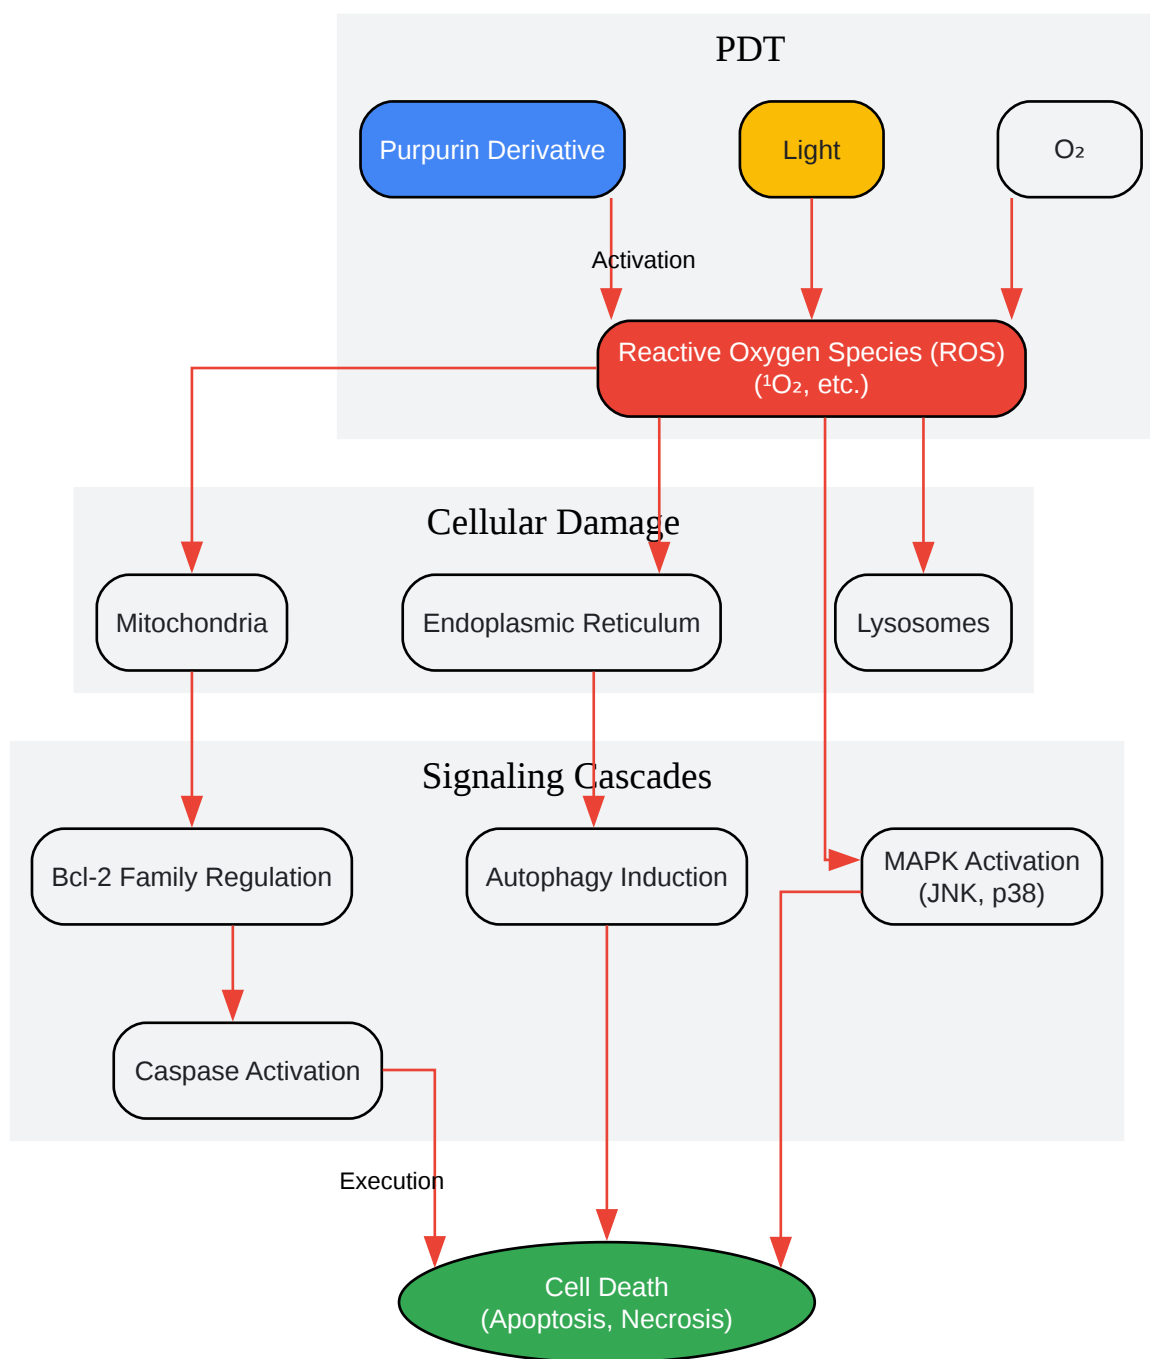 PDT
Purpurin Derivative
Light
O₂
Activation
Reactive Oxygen Species (ROS)
(¹O₂, etc.)
Cellular Damage
Mitochondria
Endoplasmic Reticulum
Lysosomes
Signaling Cascades
Bcl-2 Family Regulation
Autophagy Induction
MAPK Activation
(JNK, p38)
Caspase Activation
Execution
Cell Death
(Apoptosis, Necrosis)